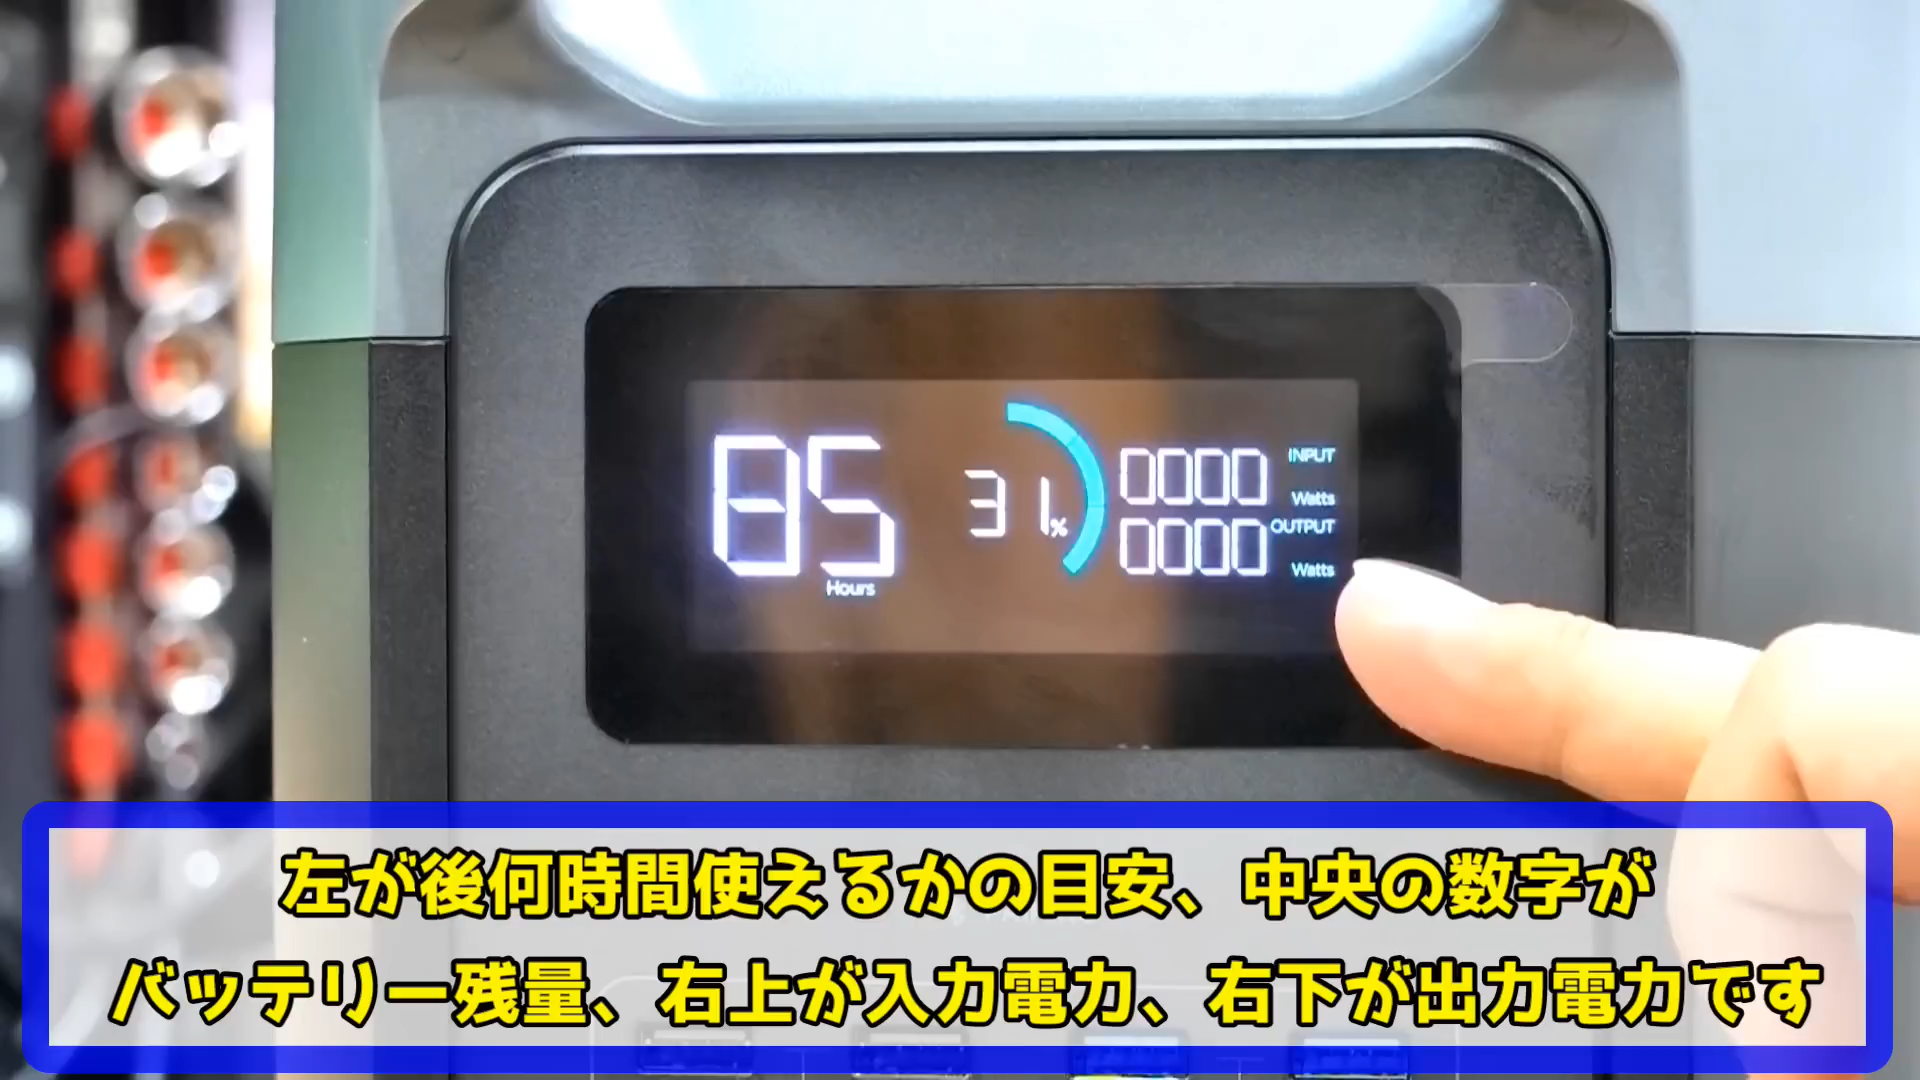 85
Hours
31%
0000
INPUT
Watts
0000
OUTPUT
Watts
左が後何時間使えるかの目安、中央の数字が
バッテリー残量、右上が入力電力、右下が出力電力です